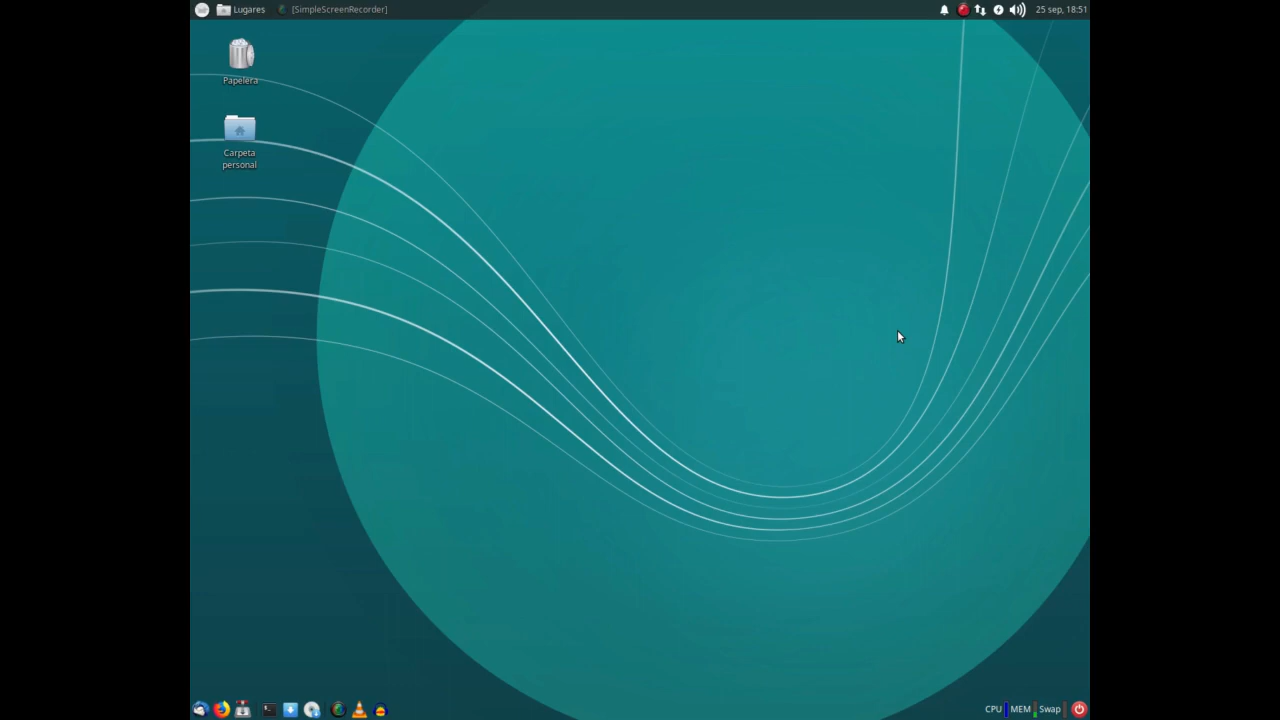 Lugares
[SimpleScreenRecorder]
25 sep, 18:51
Papelera
Carpeta
personal
CPU
MEM
Swap